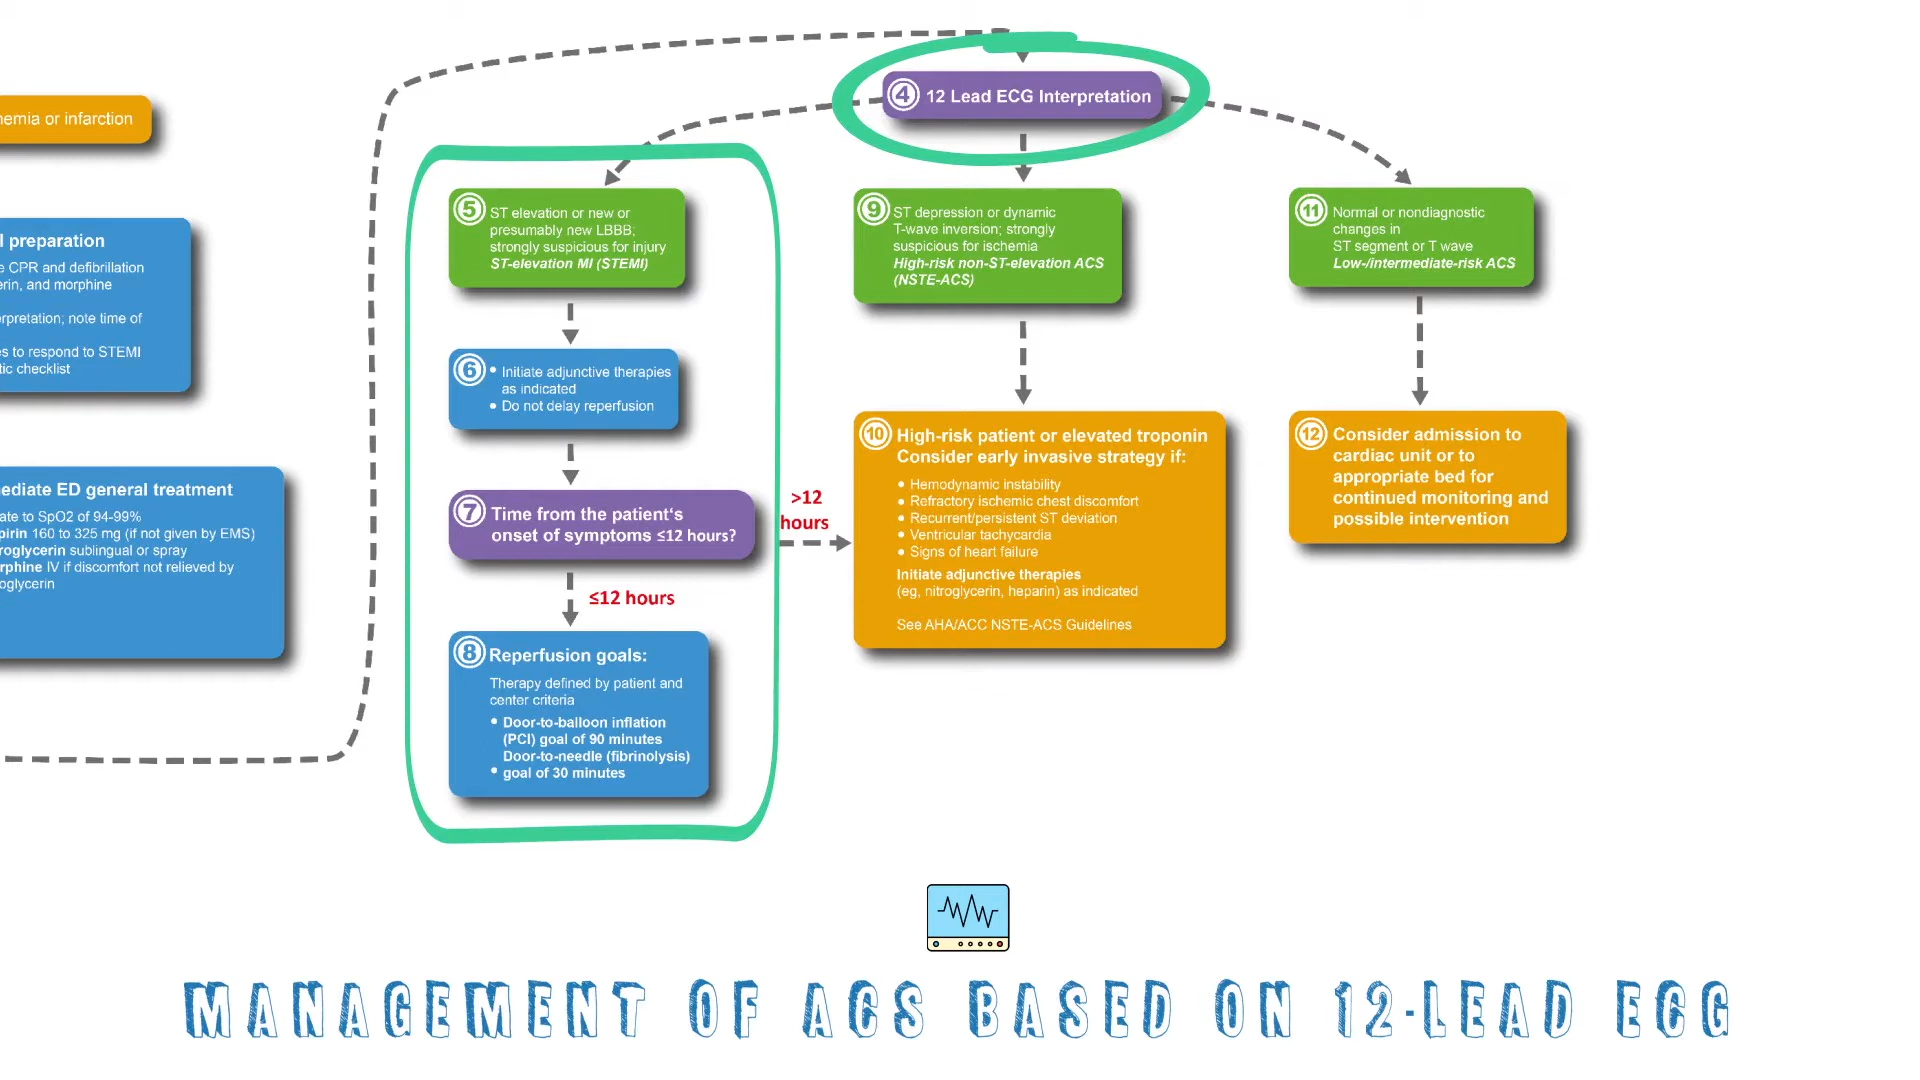 emia or infarction
l preparation
e CPR and defibrillation
erin, and morphine
erpretation; note time of
es to respond to STEMI
tic checklist
ediate ED general treatment
ate to SpO2 of 94-99%
pirin 160 to 325 mg (if not given by EMS)
roglycerin sublingual or spray
rphine IV if discomfort not relieved by
oglycerin
4 12 Lead ECG Interpretation
5 ST elevation or new or
presumably new LBBB;
strongly suspicious for injury
ST-elevation MI (STEMI)
6 • Initiate adjunctive therapies
as indicated
• Do not delay reperfusion
7 Time from the patient's
onset of symptoms ≤12 hours?
>12
hours
≤12 hours
8 Reperfusion goals:
Therapy defined by patient and
center criteria
• Door-to-balloon inflation
(PCI) goal of 90 minutes
Door-to-needle (fibrinolysis)
• goal of 30 minutes
9 ST depression or dynamic
T-wave inversion; strongly
suspicious for ischemia
High-risk non-ST-elevation ACS
(NSTE-ACS)
10 High-risk patient or elevated troponin
Consider early invasive strategy if:
• Hemodynamic instability
• Refractory ischemic chest discomfort
• Recurrent/persistent ST deviation
• Ventricular tachycardia
• Signs of heart failure
Initiate adjunctive therapies
(eg, nitroglycerin, heparin) as indicated
See AHA/ACC NSTE-ACS Guidelines
11 Normal or nondiagnostic
changes in
ST segment or T wave
Low-/intermediate-risk ACS
12 Consider admission to
cardiac unit or to
appropriate bed for
continued monitoring and
possible intervention
MANAGEMENT OF ACS BASED ON 12-LEAD ECG